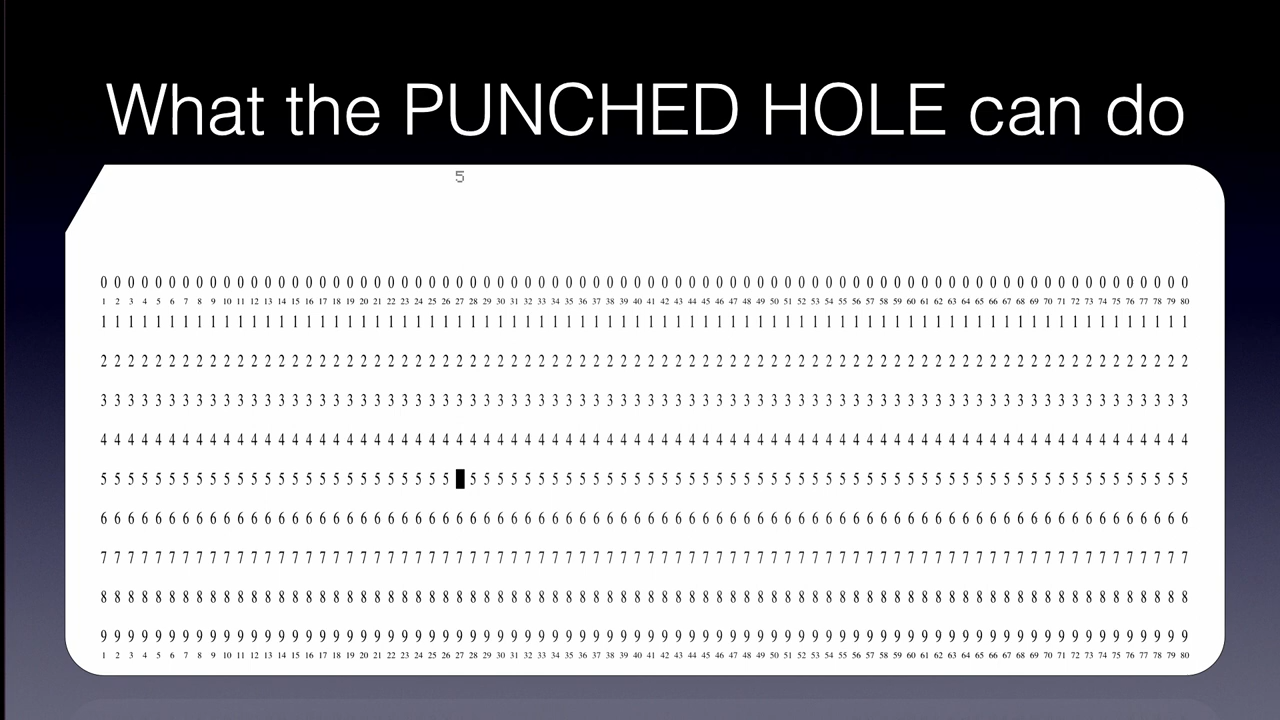 What the PUNCHED HOLE can do
5
0 0 0 0 0 0 0 0 0 0 0 0 0 0 0 0 0 0 0 0 0 0 0 0 0 0 0 0 0 0 0 0 0 0 0 0 0 0 0 0 0 0 0 0 0 0 0 0 0 0 0 0 0 0 0 0 0 0 0 0 0 0 0 0 0 0 0 0 0 0 0 0 0 0 0 0 0 0 0 0
1 2 3 4 5 6 7 8 9 10 11 12 13 14 15 16 17 18 19 20 21 22 23 24 25 26 27 28 29 30 31 32 33 34 35 36 37 38 39 40 41 42 43 44 45 46 47 48 49 50 51 52 53 54 55 56 57 58 59 60 61 62 63 64 65 66 67 68 69 70 71 72 73 74 75 76 77 78 79 80
1 1 1 1 1 1 1 1 1 1 1 1 1 1 1 1 1 1 1 1 1 1 1 1 1 1 1 1 1 1 1 1 1 1 1 1 1 1 1 1 1 1 1 1 1 1 1 1 1 1 1 1 1 1 1 1 1 1 1 1 1 1 1 1 1 1 1 1 1 1 1 1 1 1 1 1 1 1 1 1
2 2 2 2 2 2 2 2 2 2 2 2 2 2 2 2 2 2 2 2 2 2 2 2 2 2 2 2 2 2 2 2 2 2 2 2 2 2 2 2 2 2 2 2 2 2 2 2 2 2 2 2 2 2 2 2 2 2 2 2 2 2 2 2 2 2 2 2 2 2 2 2 2 2 2 2 2 2 2 2
3 3 3 3 3 3 3 3 3 3 3 3 3 3 3 3 3 3 3 3 3 3 3 3 3 3 3 3 3 3 3 3 3 3 3 3 3 3 3 3 3 3 3 3 3 3 3 3 3 3 3 3 3 3 3 3 3 3 3 3 3 3 3 3 3 3 3 3 3 3 3 3 3 3 3 3 3 3 3 3
4 4 4 4 4 4 4 4 4 4 4 4 4 4 4 4 4 4 4 4 4 4 4 4 4 4 4 4 4 4 4 4 4 4 4 4 4 4 4 4 4 4 4 4 4 4 4 4 4 4 4 4 4 4 4 4 4 4 4 4 4 4 4 4 4 4 4 4 4 4 4 4 4 4 4 4 4 4 4 4
5 5 5 5 5 5 5 5 5 5 5 5 5 5 5 5 5 5 5 5 5 5 5 5 5 5 5 5 5 5 5 5 5 5 5 5 5 5 5 5 5 5 5 5 5 5 5 5 5 5 5 5 5 5 5 5 5 5 5 5 5 5 5 5 5 5 5 5 5 5 5 5 5 5 5 5 5 5 5
6 6 6 6 6 6 6 6 6 6 6 6 6 6 6 6 6 6 6 6 6 6 6 6 6 6 6 6 6 6 6 6 6 6 6 6 6 6 6 6 6 6 6 6 6 6 6 6 6 6 6 6 6 6 6 6 6 6 6 6 6 6 6 6 6 6 6 6 6 6 6 6 6 6 6 6 6 6 6 6
7 7 7 7 7 7 7 7 7 7 7 7 7 7 7 7 7 7 7 7 7 7 7 7 7 7 7 7 7 7 7 7 7 7 7 7 7 7 7 7 7 7 7 7 7 7 7 7 7 7 7 7 7 7 7 7 7 7 7 7 7 7 7 7 7 7 7 7 7 7 7 7 7 7 7 7 7 7 7 7
8 8 8 8 8 8 8 8 8 8 8 8 8 8 8 8 8 8 8 8 8 8 8 8 8 8 8 8 8 8 8 8 8 8 8 8 8 8 8 8 8 8 8 8 8 8 8 8 8 8 8 8 8 8 8 8 8 8 8 8 8 8 8 8 8 8 8 8 8 8 8 8 8 8 8 8 8 8 8 8
9 9 9 9 9 9 9 9 9 9 9 9 9 9 9 9 9 9 9 9 9 9 9 9 9 9 9 9 9 9 9 9 9 9 9 9 9 9 9 9 9 9 9 9 9 9 9 9 9 9 9 9 9 9 9 9 9 9 9 9 9 9 9 9 9 9 9 9 9 9 9 9 9 9 9 9 9 9 9 9
1 2 3 4 5 6 7 8 9 10 11 12 13 14 15 16 17 18 19 20 21 22 23 24 25 26 27 28 29 30 31 32 33 34 35 36 37 38 39 40 41 42 43 44 45 46 47 48 49 50 51 52 53 54 55 56 57 58 59 60 61 62 63 64 65 66 67 68 69 70 71 72 73 74 75 76 77 78 79 80